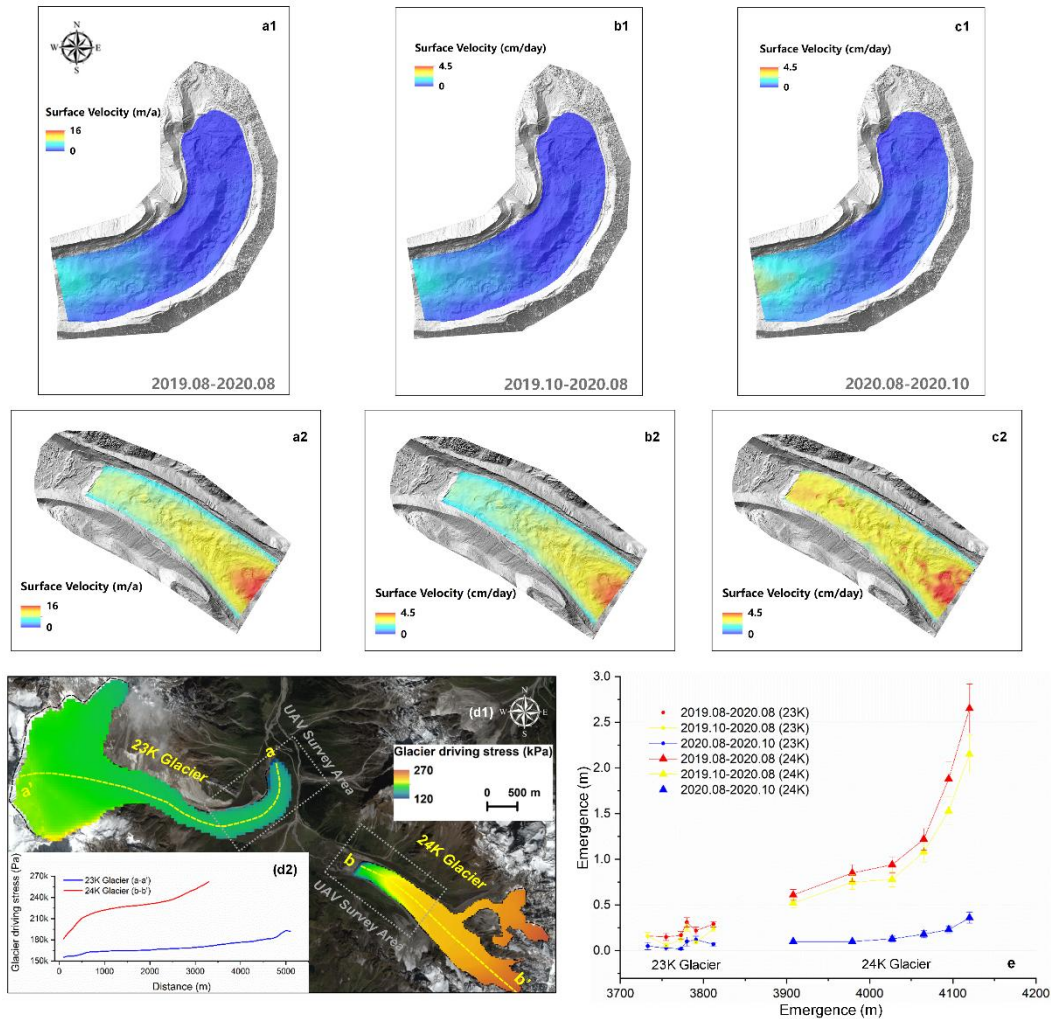 a1
N
W E
S
Surface Velocity (m/a)
16
0
2019.08-2020.08
b1
Surface Velocity (cm/day)
4.5
0
2019.10-2020.08
c1
Surface Velocity (cm/day)
4.5
0
2020.08-2020.10
a2
Surface Velocity (m/a)
16
0
b2
Surface Velocity (cm/day)
4.5
0
c2
Surface Velocity (cm/day)
4.5
0
(d1)
N
W E
S
23K Glacier
a
a'
UAV Survey Area
Glacier driving stress (kPa)
270
120
0 500 m
24K Glacier
b
b'
UAV Survey Area
(d2)
Glacier driving stress (Pa)
270k
240k
210k
180k
150k
23K Glacier (a-a')
24K Glacier (b-b')
0 1000 2000 3000 4000 5000
Distance (m)
Emergence (m)
3.0
2.5
2.0
1.5
1.0
0.5
0.0
2019.08-2020.08 (23K)
2019.10-2020.08 (23K)
2020.08-2020.10 (23K)
2019.08-2020.08 (24K)
2019.10-2020.08 (24K)
2020.08-2020.10 (24K)
23K Glacier
24K Glacier
e
3700 3800 3900 4000 4100 4200
Emergence (m)